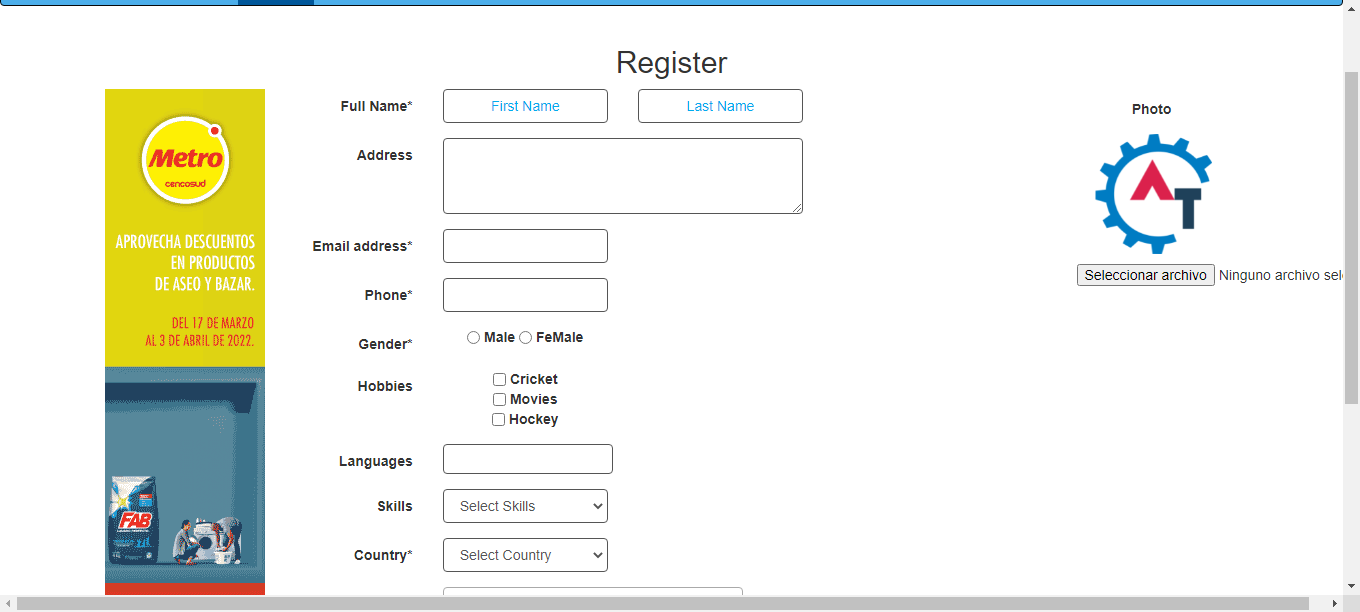 Register
Metro
cencosud
APROVECHA DESCUENTOS
EN PRODUCTOS
DE ASEO Y BAZAR.
DEL 17 DE MARZO
AL 3 DE ABRIL DE 2022.
FAB
Full Name*
First Name
Last Name
Address
Email address*
Phone*
Gender*
Male
FeMale
Hobbies
Cricket
Movies
Hockey
Languages
Skills
Select Skills
Country*
Select Country
Photo
AT
Seleccionar archivo
Ninguno archivo sel